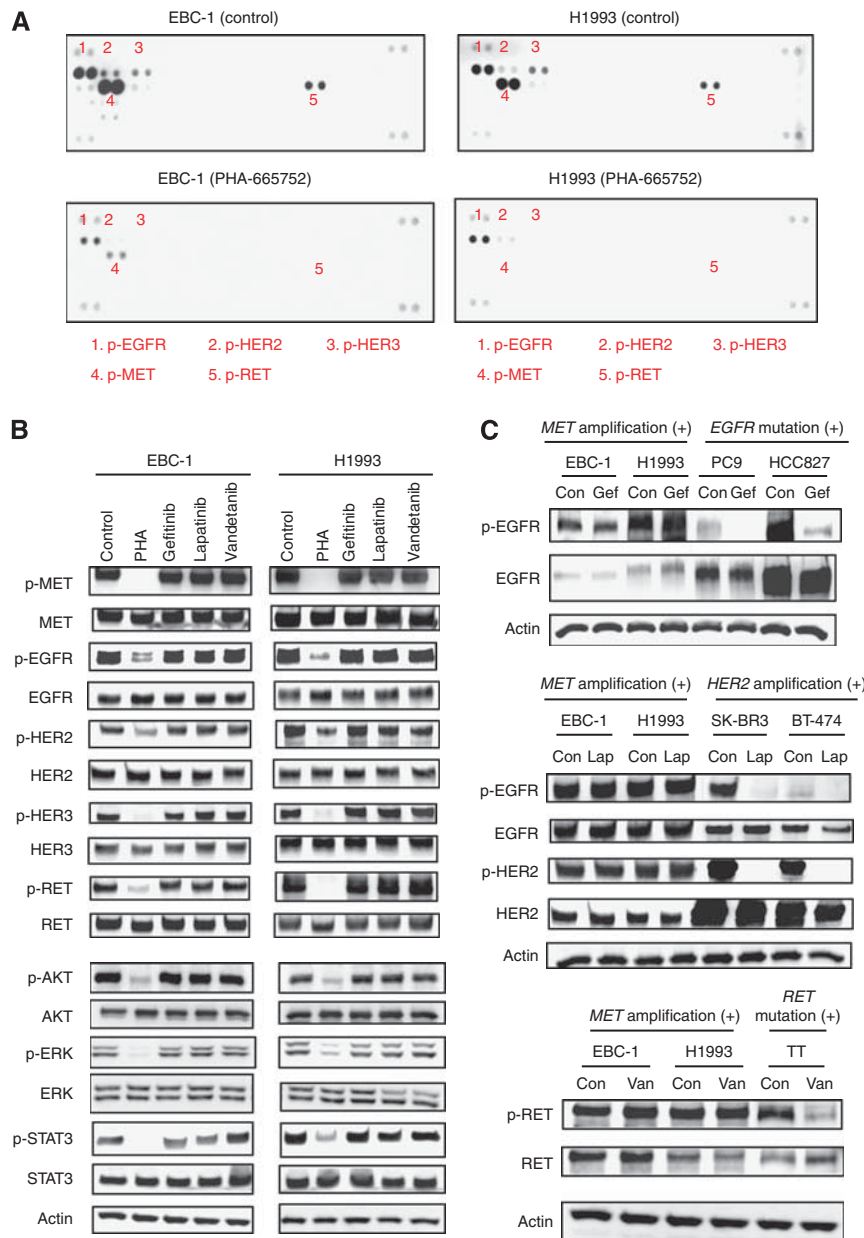 A
EBC-1 (control)
H1993 (control)
1 2 3
4
5
1 2 3
4
5
EBC-1 (PHA-665752)
H1993 (PHA-665752)
1 2 3
4
5
1 2 3
4
5
1. p-EGFR 2. p-HER2 3. p-HER3
4. p-MET 5. p-RET
1. p-EGFR 2. p-HER2 3. p-HER3
4. p-MET 5. p-RET
B
EBC-1 H1993
Control PHA Gefitinib Lapatinib Vandetanib Control PHA Gefitinib Lapatinib Vandetanib
p-MET
MET
p-EGFR
EGFR
p-HER2
HER2
p-HER3
HER3
p-RET
RET
p-AKT
AKT
p-ERK
ERK
p-STAT3
STAT3
Actin
C
MET amplification (+) EGFR mutation (+)
EBC-1 H1993 PC9 HCC827
Con Gef Con Gef Con Gef Con Gef
p-EGFR
EGFR
Actin
MET amplification (+) HER2 amplification (+)
EBC-1 H1993 SK-BR3 BT-474
Con Lap Con Lap Con Lap Con Lap
p-EGFR
EGFR
p-HER2
HER2
Actin
MET amplification (+) RET
mutation (+)
EBC-1 H1993 TT
Con Van Con Van Con Van
p-RET
RET
Actin